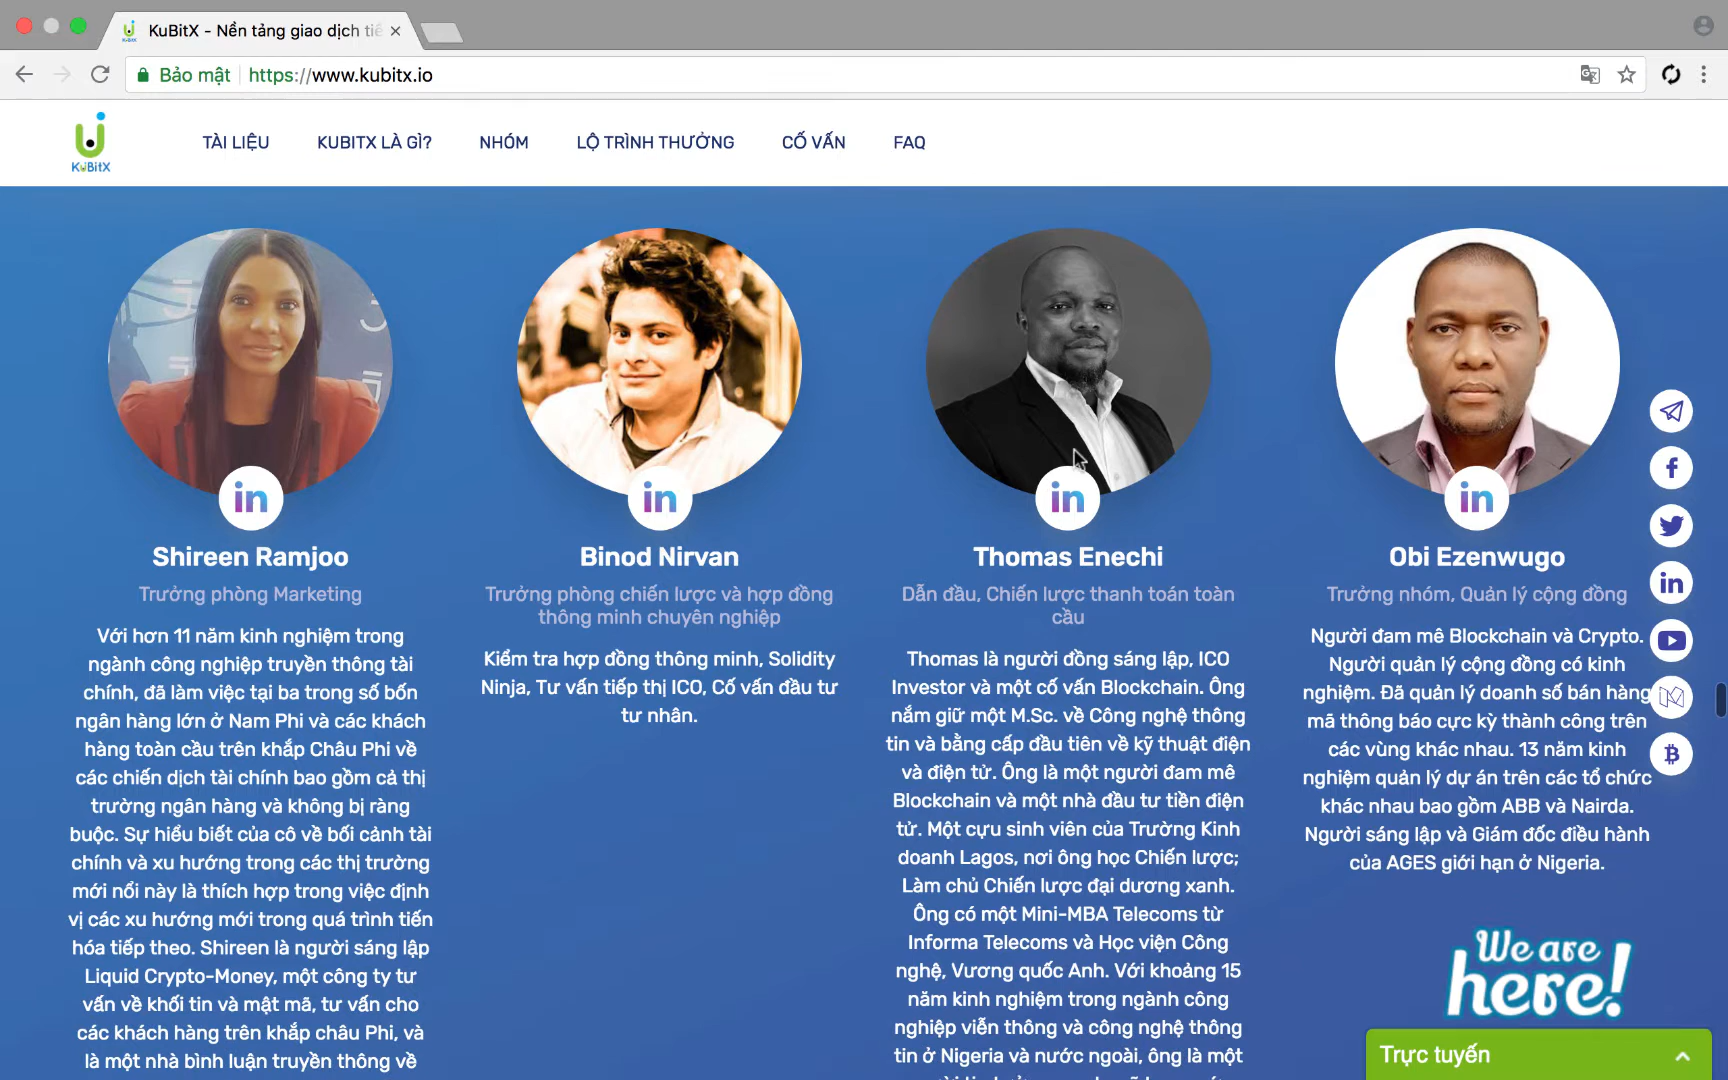 KuBitX - Nền tảng giao dịch tiề
Bảo mật https://www.kubitx.io
KuBitX
TÀI LIỆU KUBITX LÀ GÌ? NHÓM LỘ TRÌNH THƯỞNG CỐ VẤN FAQ
in
Shireen Ramjoo
Trưởng phòng Marketing
Với hơn 11 năm kinh nghiệm trong
ngành công nghiệp truyền thông tài
chính, đã làm việc tại ba trong số bốn
ngân hàng lớn ở Nam Phi và các khách
hàng toàn cầu trên khắp Châu Phi về
các chiến dịch tài chính bao gồm cả thị
trường ngân hàng và không bị ràng
buộc. Sự hiểu biết của cô về bối cảnh tài
chính và xu hướng trong các thị trường
mới nổi này là thích hợp trong việc định
vị các xu hướng mới trong quá trình tiến
hóa tiếp theo. Shireen là người sáng lập
Liquid Crypto-Money, một công ty tư
vấn về khối tin và mật mã, tư vấn cho
các khách hàng trên khắp châu Phi, và
là một nhà bình luận truyền thông về
in
Binod Nirvan
Trưởng phòng chiến lược và hợp đồng
thông minh chuyên nghiệp
Kiểm tra hợp đồng thông minh, Solidity
Ninja, Tư vấn tiếp thị ICO, Cố vấn đầu tư
tư nhân.
in
Thomas Enechi
Dẫn đầu, Chiến lược thanh toán toàn
cầu
Thomas là người đồng sáng lập, ICO
Investor và một cố vấn Blockchain. Ông
nắm giữ một M.Sc. về Công nghệ thông
tin và bằng cấp đầu tiên về kỹ thuật điện
và điện tử. Ông là một người đam mê
Blockchain và một nhà đầu tư tiền điện
tử. Một cựu sinh viên của Trường Kinh
doanh Lagos, nơi ông học Chiến lược;
Làm chủ Chiến lược đại dương xanh.
Ông có một Mini-MBA Telecoms từ
Informa Telecoms và Học viện Công
nghệ, Vương quốc Anh. Với khoảng 15
năm kinh nghiệm trong ngành công
nghiệp viễn thông và công nghệ thông
tin ở Nigeria và nước ngoài, ông là một
in
Obi Ezenwugo
Trưởng nhóm, Quản lý cộng đồng
Người đam mê Blockchain và Crypto.
Người quản lý cộng đồng có kinh
nghiệm. Đã quản lý doanh số bán hàng
mã thông báo cực kỳ thành công trên
các vùng khác nhau. 13 năm kinh
nghiệm quản lý dự án trên các tổ chức
khác nhau bao gồm ABB và Nairda.
Người sáng lập và Giám đốc điều hành
của AGES giới hạn ở Nigeria.
in
We are
here!
Trực tuyến